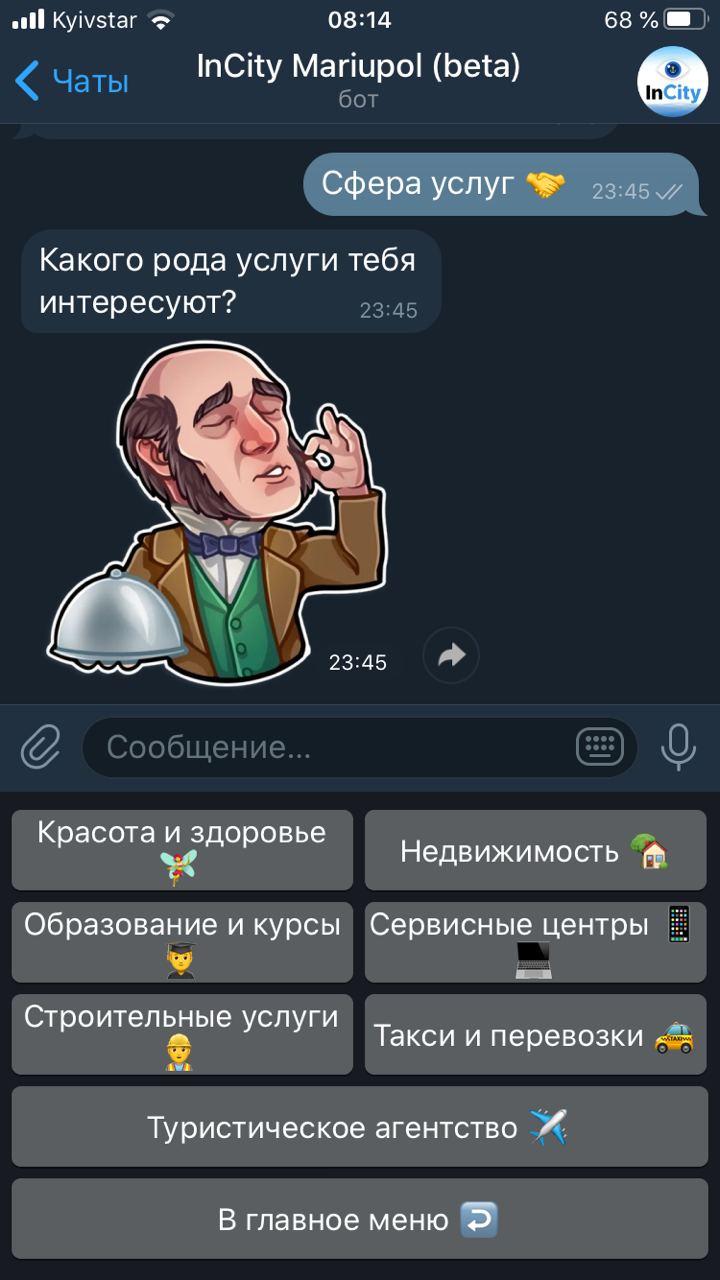 Kyivstar 08:14 68 %
Чаты InCity Mariupol (beta)
бот
InCity
Сфера услуг 🤝 23:45
Какого рода услуги тебя
интересуют? 23:45
23:45
Сообщение...
Красота и здоровье 🧚
Недвижимость 🏡
Образование и курсы 👨‍🎓
Сервисные центры 📱
💻
Строительные услуги 👷
Такси и перевозки 🚕
TAXI
Туристическое агентство ✈️
В главное меню ↩️